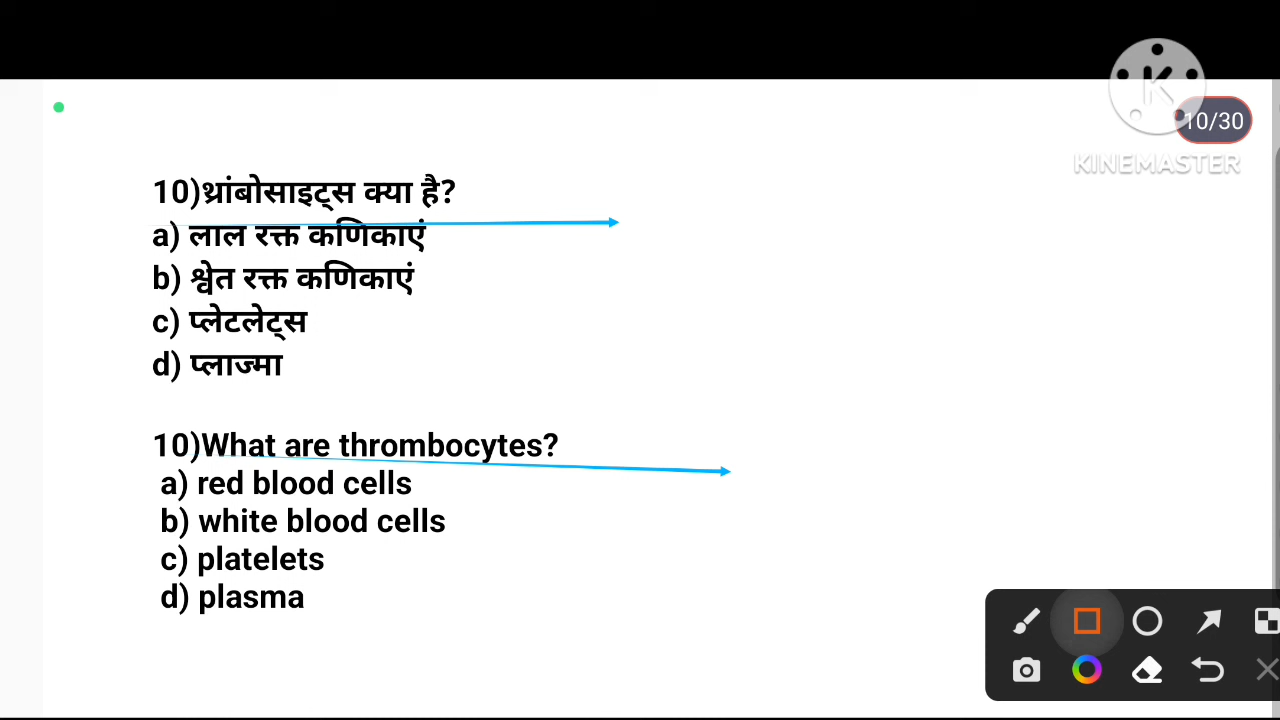 10/30
KINEMASTER
10)थ्रांबोसाइट्स क्या है?
a) लाल रक्त कणिकाएं
b) श्वेत रक्त कणिकाएं
c) प्लेटलेट्स
d) प्लाज्मा
10)What are thrombocytes?
a) red blood cells
b) white blood cells
c) platelets
d) plasma